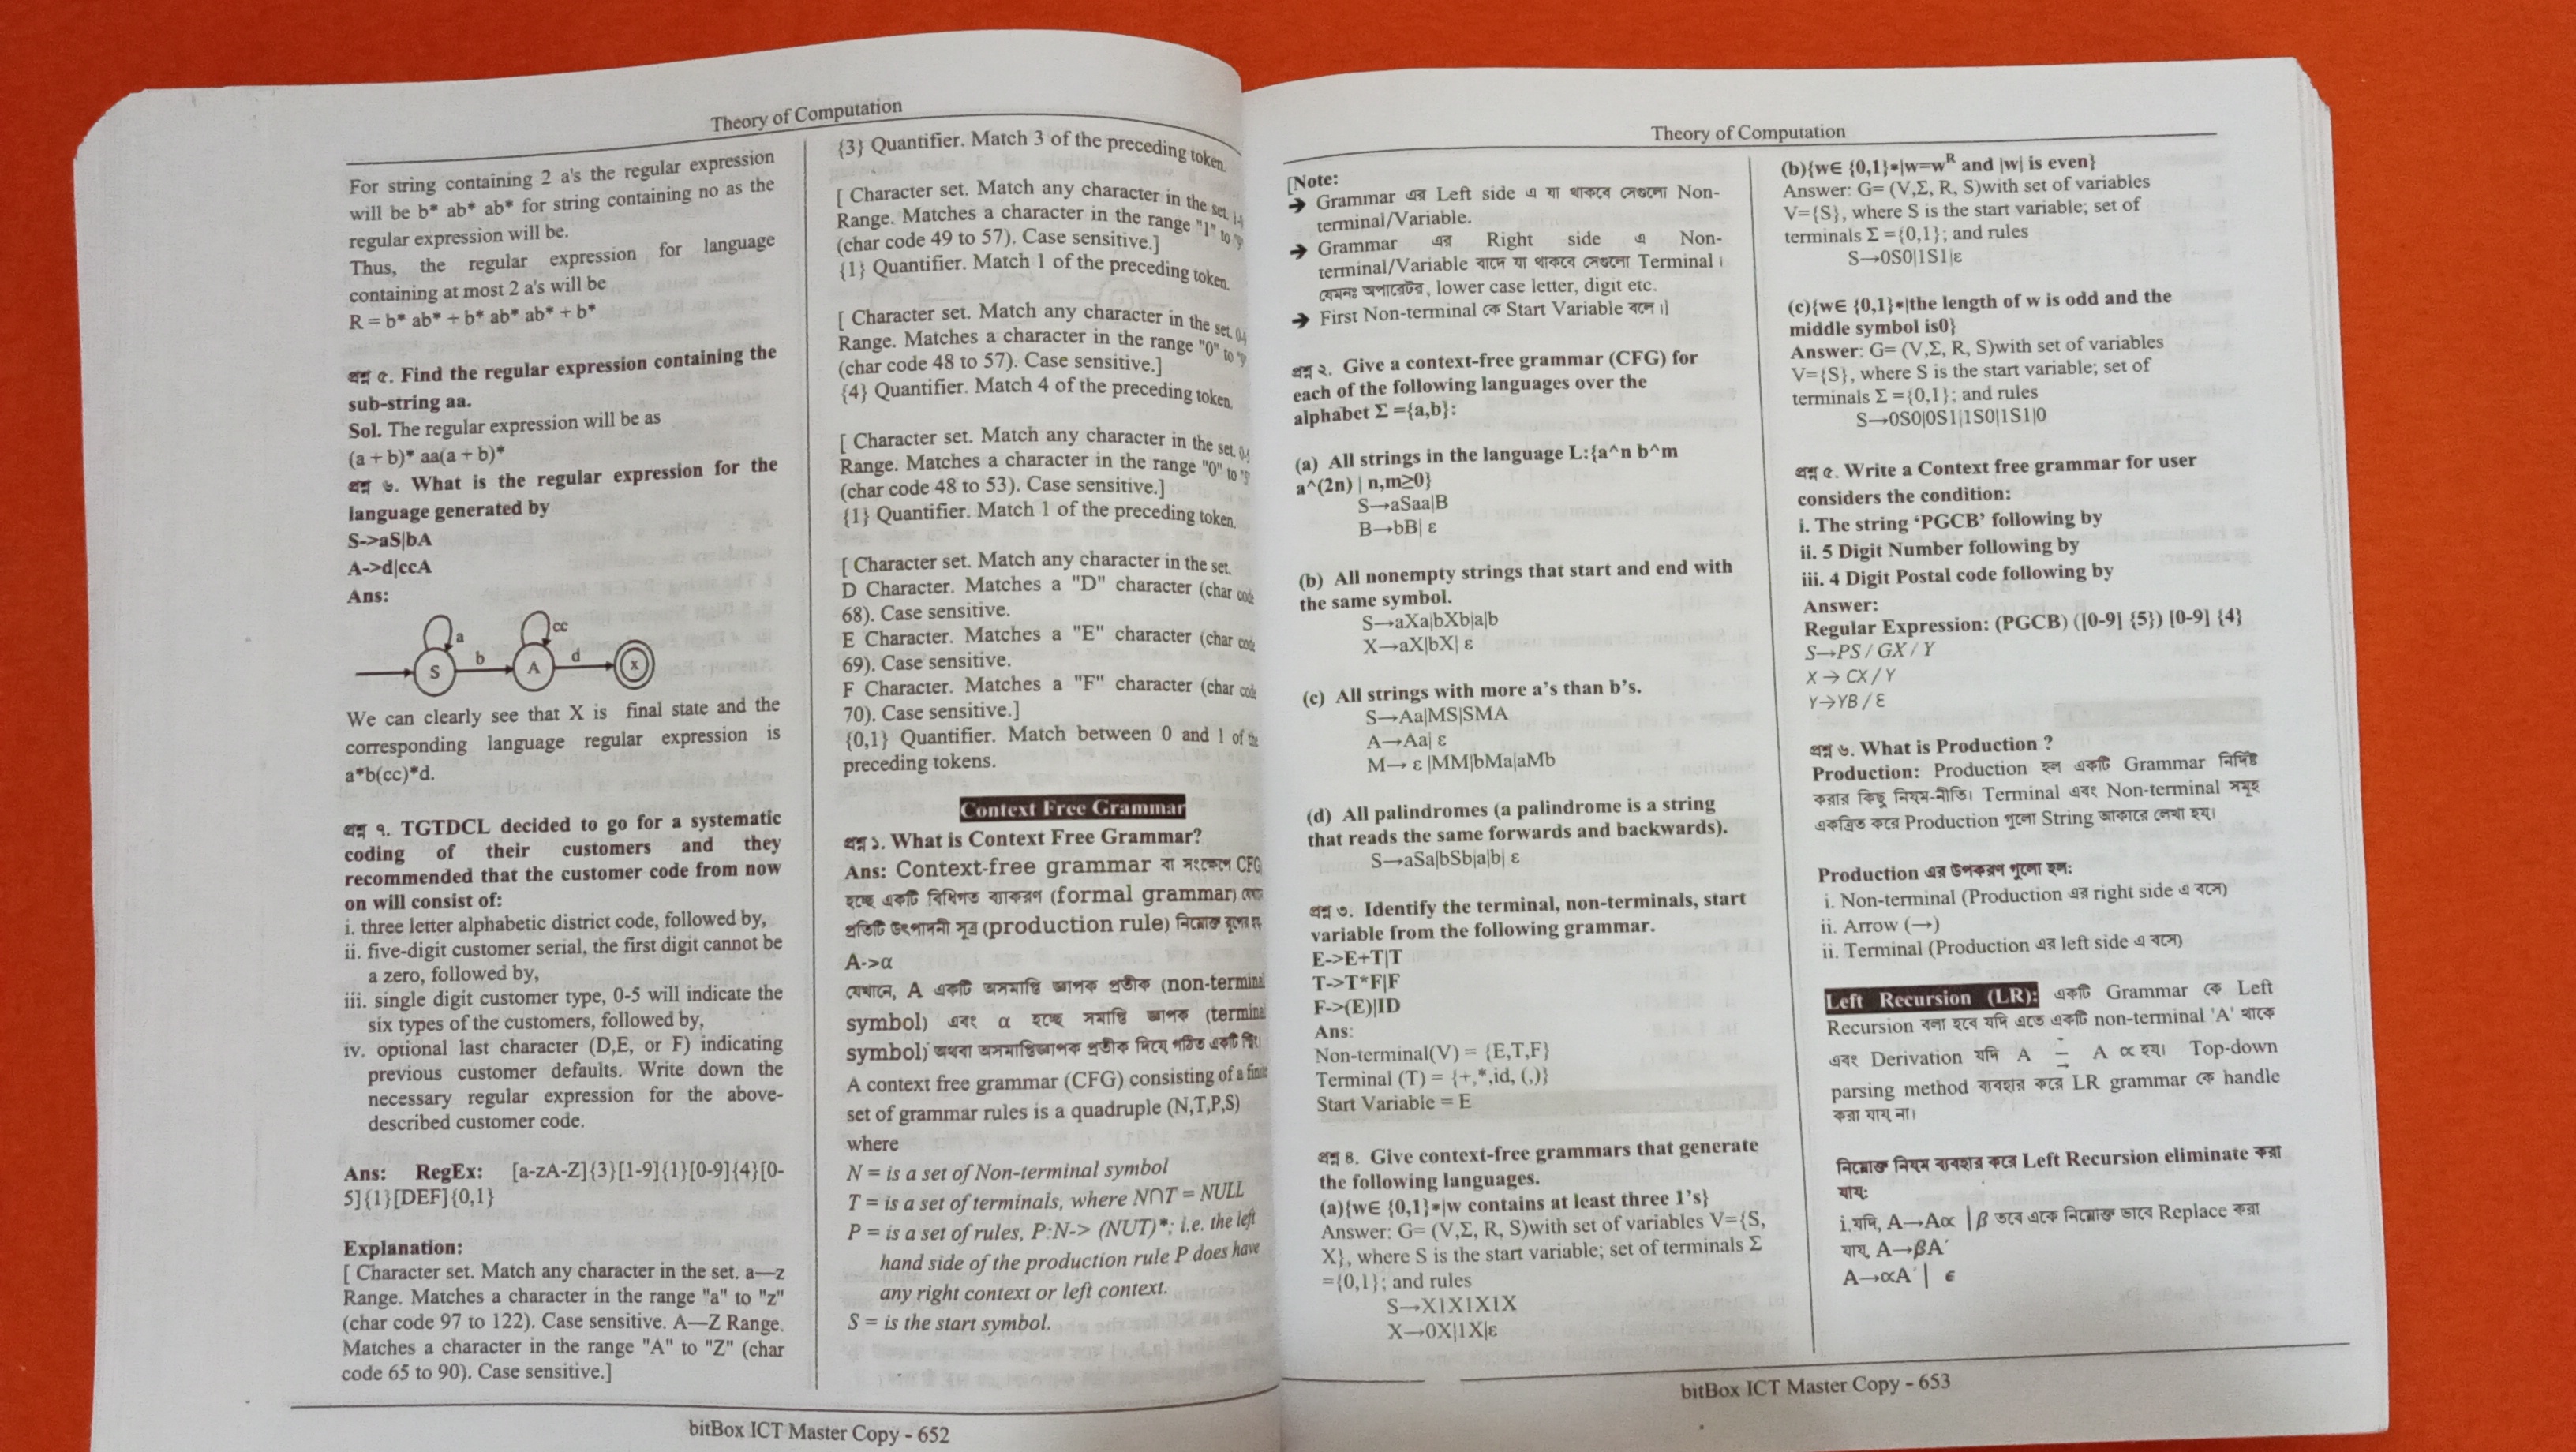 Theory of Computation
For string containing 2 a's the regular expression
will be b* ab* ab* for string containing no as the
regular expression will be.
Thus, the regular expression for language
containing at most 2 a's will be
R = b* ab* + b* ab* ab* + b*
প্রশ্ন ৫. Find the regular expression containing the
sub-string aa.
Sol. The regular expression will be as
(a + b)* aa(a + b)*
প্রশ্ন ৬. What is the regular expression for the
language generated by
S->aS|bA
A->d|ccA
Ans:
a
cc
S
b
A
d
x
We can clearly see that X is final state and the
corresponding language regular expression is
a*b(cc)*d.
প্রশ্ন ৭. TGTDCL decided to go for a systematic
coding of their customers and they
recommended that the customer code from now
on will consist of:
i. three letter alphabetic district code, followed by,
ii. five-digit customer serial, the first digit cannot be
a zero, followed by,
iii. single digit customer type, 0-5 will indicate the
six types of the customers, followed by,
iv. optional last character (D,E, or F) indicating
previous customer defaults. Write down the
necessary regular expression for the above-
described customer code.
Ans: RegEx: [a-zA-Z]{3}[1-9]{1}[0-9]{4}[0-
5]{1}[DEF]{0,1}
Explanation:
[ Character set. Match any character in the set. a—z
Range. Matches a character in the range "a" to "z"
(char code 97 to 122). Case sensitive. A—Z Range.
Matches a character in the range "A" to "Z" (char
code 65 to 90). Case sensitive.]
{3} Quantifier. Match 3 of the preceding token.
[ Character set. Match any character in the set.
Range. Matches a character in the range "1" to "9"
(char code 49 to 57). Case sensitive.]
{1} Quantifier. Match 1 of the preceding token.
[ Character set. Match any character in the set.
Range. Matches a character in the range "0" to
(char code 48 to 57). Case sensitive.]
{4} Quantifier. Match 4 of the preceding token.
[ Character set. Match any character in the set.
Range. Matches a character in the range "0" to
(char code 48 to 53). Case sensitive.]
{1} Quantifier. Match 1 of the preceding token.
[ Character set. Match any character in the set.
D Character. Matches a "D" character (char code
68). Case sensitive.
E Character. Matches a "E" character (char code
69). Case sensitive.
F Character. Matches a "F" character (char code
70). Case sensitive.]
{0,1} Quantifier. Match between 0 and 1 of the
preceding tokens.
Context Free Grammar
প্রশ্ন ১. What is Context Free Grammar?
Ans: Context-free grammar বা সংক্ষেপে CFG
হচ্ছে একটি বিধিগত ব্যাকরণ (formal grammar) যেখানে
প্রতিটি উৎপাদনী সূত্র (production rule) নিম্নোক্ত রূপের হয়
A->α
যেখানে, A একটি অসমাপ্তি জ্ঞাপক প্রতীক (non-terminal
symbol) এবং α হচ্ছে সমাপ্তি জ্ঞাপক (terminal
symbol) অথবা অসমাপ্তিজ্ঞাপক প্রতীক দিয়ে গঠিত একটি স্ট্রিং।
A context free grammar (CFG) consisting of a finite
set of grammar rules is a quadruple (N,T,P,S)
where
N = is a set of Non-terminal symbol
T = is a set of terminals, where N∩T = NULL
P = is a set of rules, P:N-> (NUT)*; i.e. the left
hand side of the production rule P does have
any right context or left context.
S = is the start symbol.
bitBox ICT Master Copy - 652
Theory of Computation
[Note:
➔ Grammar এর Left side এ যা থাকবে সেগুলো Non-
terminal/Variable.
➔ Grammar এর Right side এ Non-
terminal/Variable বাদে যা থাকবে সেগুলো Terminal।
যেমনঃ অপারেটর, lower case letter, digit etc.
➔ First Non-terminal কে Start Variable বলে।]
প্রশ্ন ২. Give a context-free grammar (CFG) for
each of the following languages over the
alphabet Σ ={a,b}:
(a) All strings in the language L:{a^n b^m
a^(2n) | n,m≥0}
S→aSaa|B
B→bB| ε
(b) All nonempty strings that start and end with
the same symbol.
S→aXa|bXb|a|b
X→aX|bX| ε
(c) All strings with more a's than b's.
S→Aa|MS|SMA
A→Aa| ε
M→ ε |MM|bMa|aMb
(d) All palindromes (a palindrome is a string
that reads the same forwards and backwards).
S→aSa|bSb|a|b| ε
প্রশ্ন ৩. Identify the terminal, non-terminals, start
variable from the following grammar.
E->E+T|T
T->T*F|F
F->(E)|ID
Ans:
Non-terminal(V) = {E,T,F}
Terminal (T) = {+,*,id, (,)}
Start Variable = E
প্রশ্ন ৪. Give context-free grammars that generate
the following languages.
(a){w∈ {0,1}*|w contains at least three 1's}
Answer: G= (V,Σ, R, S)with set of variables V={S,
X}, where S is the start variable; set of terminals Σ
={0,1}; and rules
S→X1X1X1X
X→0X|1X|ε
(b){w∈ {0,1}*|w=wᴿ and |w| is even}
Answer: G= (V,Σ, R, S)with set of variables
V={S}, where S is the start variable; set of
terminals Σ ={0,1}; and rules
S→0S0|1S1|ε
(c){w∈ {0,1}*|the length of w is odd and the
middle symbol is0}
Answer: G= (V,Σ, R, S)with set of variables
V={S}, where S is the start variable; set of
terminals Σ ={0,1}; and rules
S→0S0|0S1|1S0|1S1|0
প্রশ্ন ৫. Write a Context free grammar for user
considers the condition:
i. The string ‘PGCB’ following by
ii. 5 Digit Number following by
iii. 4 Digit Postal code following by
Answer:
Regular Expression: (PGCB) ([0-9] {5}) [0-9] {4}
S→PS / GX / Y
X → CX / Y
Y→YB / ε
প্রশ্ন ৬. What is Production ?
Production: Production হল একটি Grammar নির্দিষ্ট
করার কিছু নিয়ম-নীতি। Terminal এবং Non-terminal সমূহ
একত্রিত করে Production গুলো String আকারে লেখা হয়।
Production এর উপকরণ গুলো হল:
i. Non-terminal (Production এর right side এ বসে)
ii. Arrow (→)
ii. Terminal (Production এর left side এ বসে)
Left Recursion (LR): একটি Grammar কে Left
Recursion বলা হবে যদি এতে একটি non-terminal 'A' থাকে
এবং Derivation যদি A A ∝ হয়। Top-down
parsing method ব্যবহার করে LR grammar কে handle
করা যায় না।
নিম্নোক্ত নিয়ম ব্যবহার করে Left Recursion eliminate করা
যায়:
i.যদি, A→A∝ | β তবে একে নিম্নোক্ত ভাবে Replace করা
যায়, A→βA′
A→∝A′ | ϵ
bitBox ICT Master Copy - 653